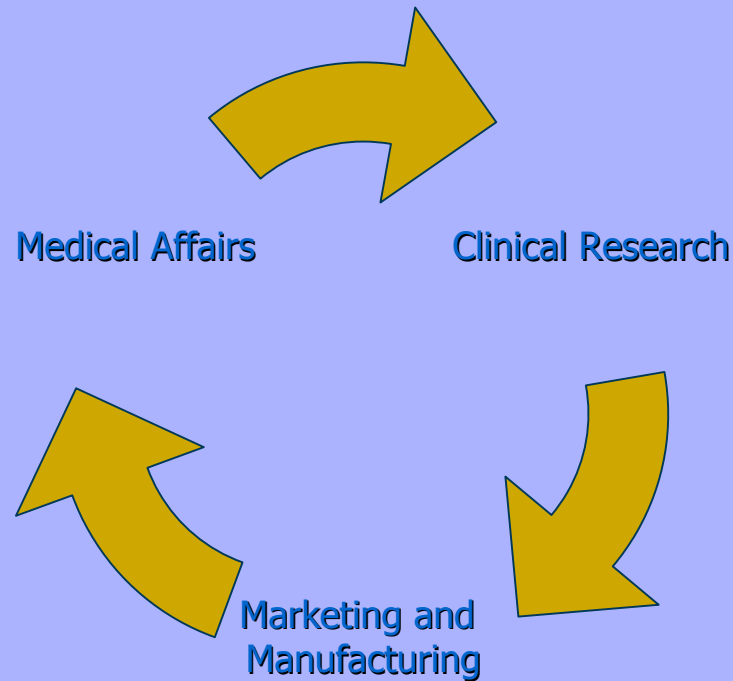 Medical Affairs
Clinical Research
Marketing and
Manufacturing